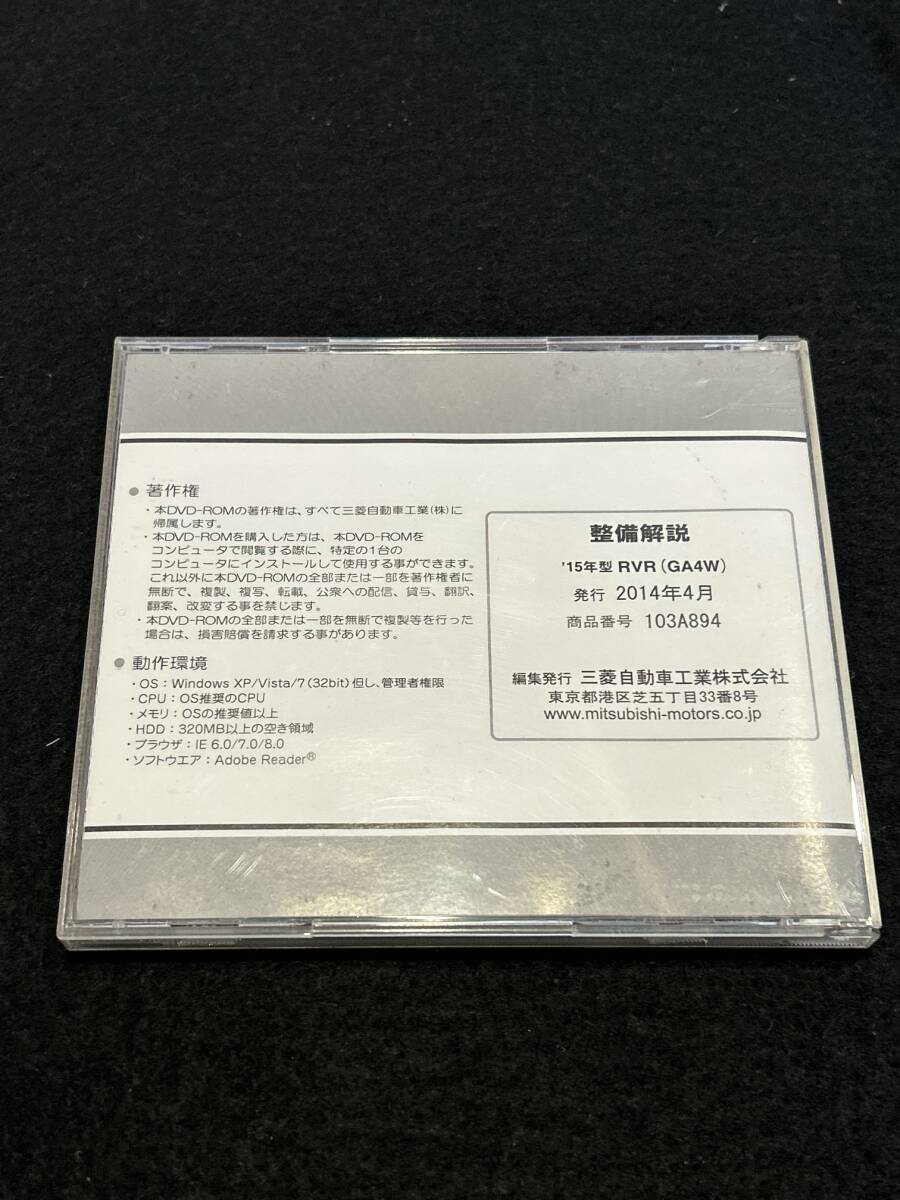 ● 著作権
・本DVD-ROMの著作権は、すべて三菱自動車工業(株)に
帰属します。
・本DVD-ROMを購入した方は、本DVD-ROMを
コンピュータで閲覧する際に、特定の1台の
コンピュータにインストールして使用する事ができます。
これ以外に本DVD-ROMの全部または一部を著作権者に
無断で、複製、複写、転載、公衆への配信、貸与、翻訳、
翻案、改変する事を禁じます。
・本DVD-ROMの全部または一部を無断で複製等を行った
場合は、損害賠償を請求する事があります。
● 動作環境
・OS：Windows XP/Vista/7(32bit) 但し、管理者権限
・CPU：OS推奨のCPU
・メモリ：OSの推奨値以上
・HDD：320MB以上の空き領域
・ブラウザ：IE 6.0/7.0/8.0
・ソフトウエア：Adobe Reader®
整備解説
'15年型 RVR (GA4W)
発行 2014年4月
商品番号 103A894
編集発行 三菱自動車工業株式会社
東京都港区芝五丁目33番8号
www.mitsubishi-motors.co.jp